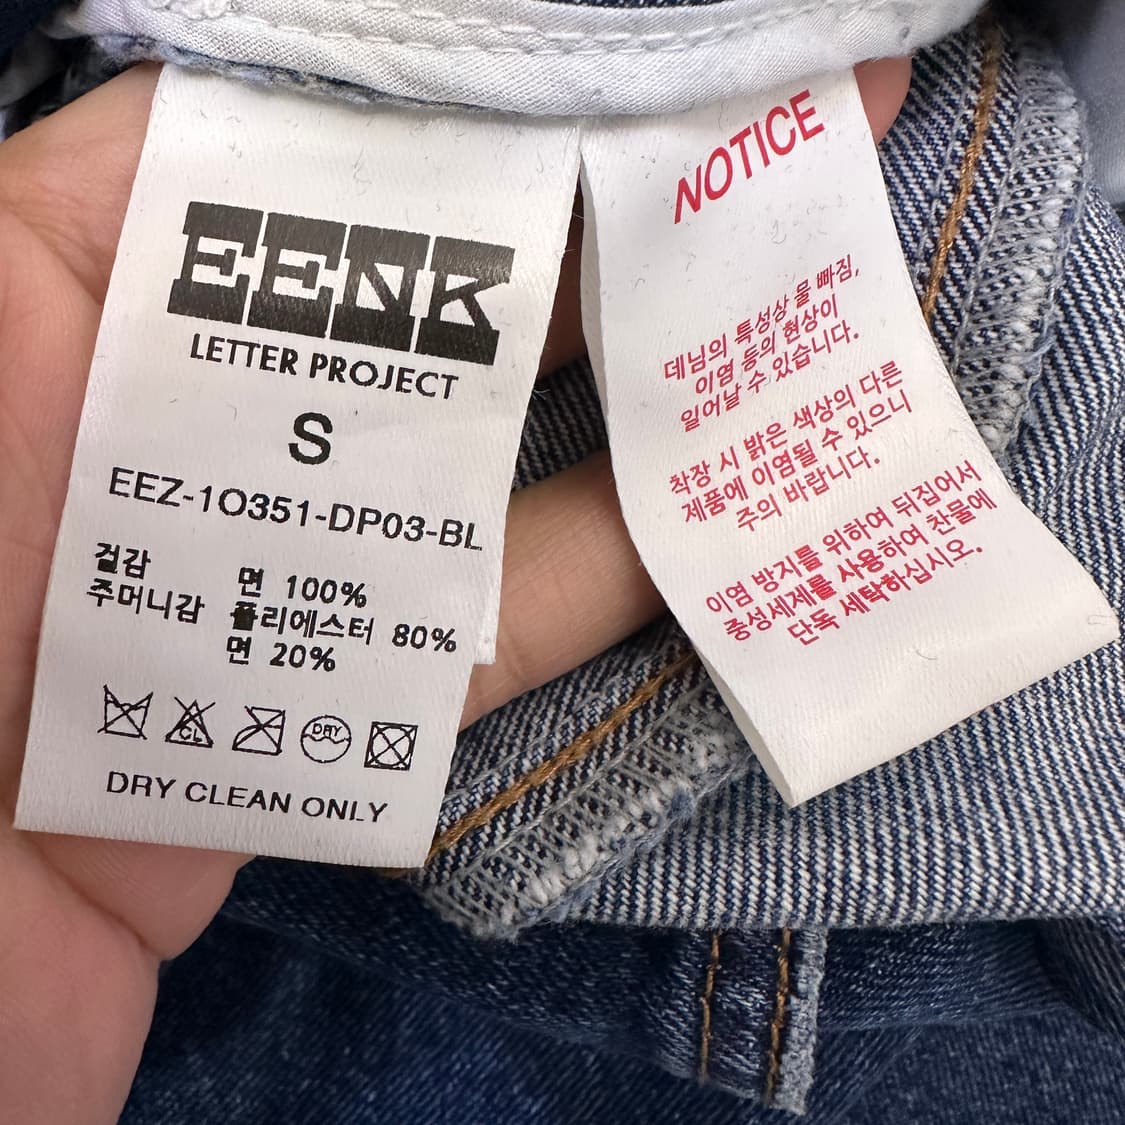 EENK
LETTER PROJECT
S
EEZ-1O351-DP03-BL
걸감 면 100%
주머니감 폴리에스터 80%
면 20%
CL
DRY
DRY CLEAN ONLY
NOTICE
데님의 특성상 물 빠짐,
이염 등의 현상이
일어날 수 있습니다.
착장 시 밝은 색상의 다른
제품에 이염될 수 있으니
주의 바랍니다.
이염 방지를 위하여 뒤집어서
중성세제를 사용하여 찬물에
단독 세탁하십시오.